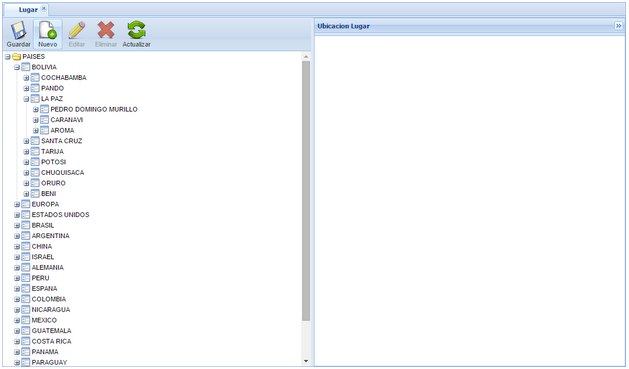 Lugar
Guardar Nuevo Editar Eliminar Actualizar
Ubicacion Lugar
PAISES
BOLIVIA
COCHABAMBA
PANDO
LA PAZ
PEDRO DOMINGO MURILLO
CARANAVI
AROMA
SANTA CRUZ
TARIJA
POTOSI
CHUQUISACA
ORURO
BENI
EUROPA
ESTADOS UNIDOS
BRASIL
ARGENTINA
CHINA
ISRAEL
ALEMANIA
PERU
ESPANA
COLOMBIA
NICARAGUA
MEXICO
GUATEMALA
COSTA RICA
PANAMA
PARAGUAY